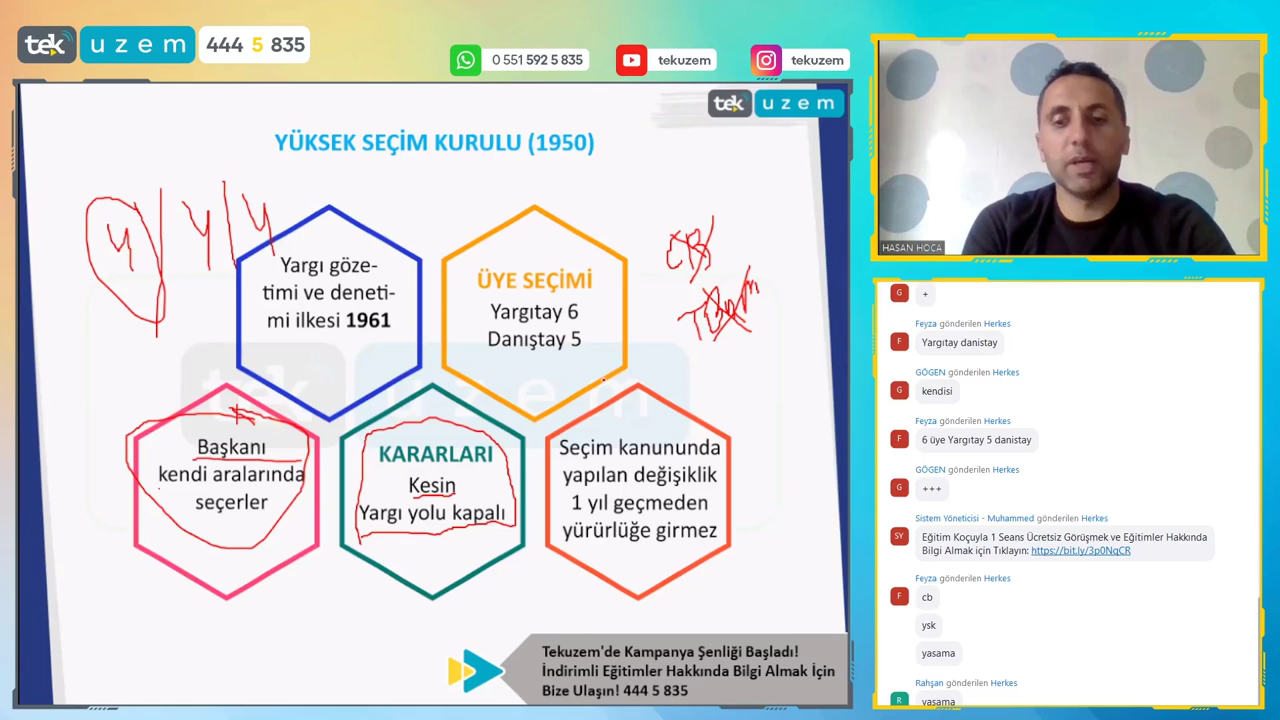 tek uzem 444 5 835
0 551 592 5 835
tekuzem
tekuzem
tek uzem
YÜKSEK SEÇİM KURULU (1950)
Y / Y / Y
Yargı göze-
timi ve deneti-
mi ilkesi 1961
ÜYE SEÇİMİ
Yargıtay 6
Danıştay 5
CB
TBMM
tek uzem
Başkanı
kendi aralarında
seçerler
KARARLARI
Kesin
Yargı yolu kapalı
Seçim kanununda
yapılan değişiklik
1 yıl geçmeden
yürürlüğe girmez
Tekuzem'de Kampanya Şenliği Başladı!
İndirimli Eğitimler Hakkında Bilgi Almak İçin
Bize Ulaşın! 444 5 835
HASAN HOCA
G +
Feyza gönderilen Herkes
F Yargıtay danistay
GÖGEN gönderilen Herkes
G kendisi
Feyza gönderilen Herkes
F 6 üye Yargıtay 5 danistay
GÖGEN gönderilen Herkes
G +++
Sistem Yöneticisi - Muhammed gönderilen Herkes
SY Eğitim Koçuyla 1 Seans Ücretsiz Görüşmek ve Eğitimler Hakkında
Bilgi Almak için Tıklayın: https://bit.ly/3p0NqCR
Feyza gönderilen Herkes
F cb
ysk
yasama
Rahşan gönderilen Herkes
R yasama